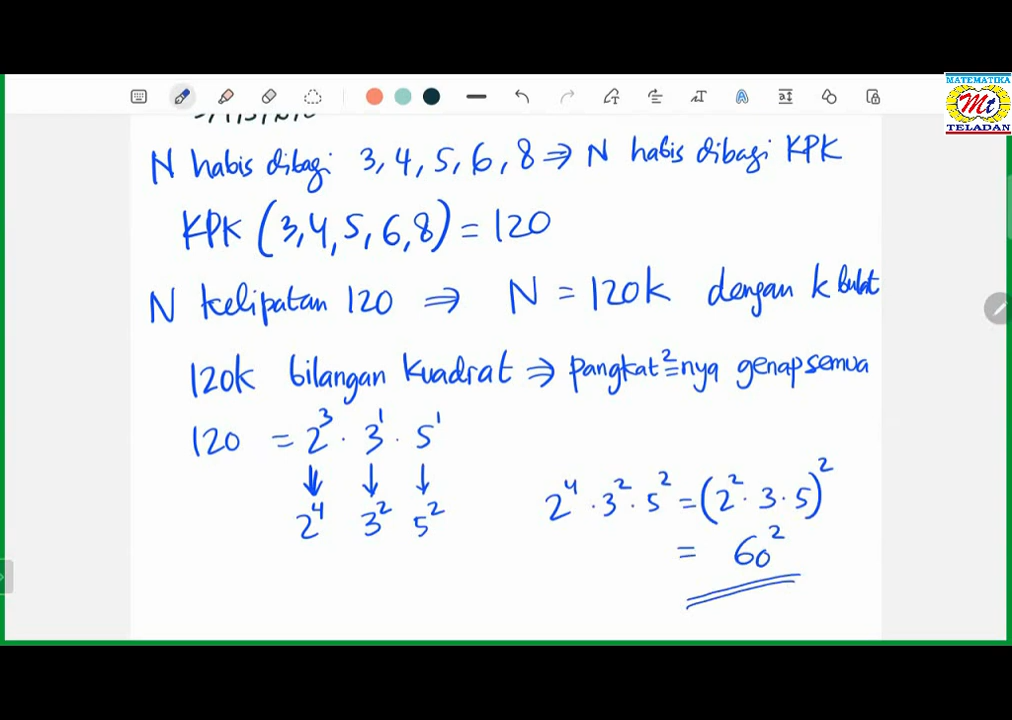 MATEMATIKA
Mt
TELADAN
N habis dibagi 3, 4, 5, 6, 8 ⇒ N habis dibagi KPK
KPK (3, 4, 5, 6, 8) = 120
N kelipatan 120 ⇒ N = 120k dengan k bulat
120k bilangan kuadrat ⇒ pangkat²=nya genap semua
120 = 2³ · 3¹ · 5¹
↓ ↓ ↓
2⁴ 3² 5²
2⁴ · 3² · 5² = (2² · 3 · 5)²
= 60²